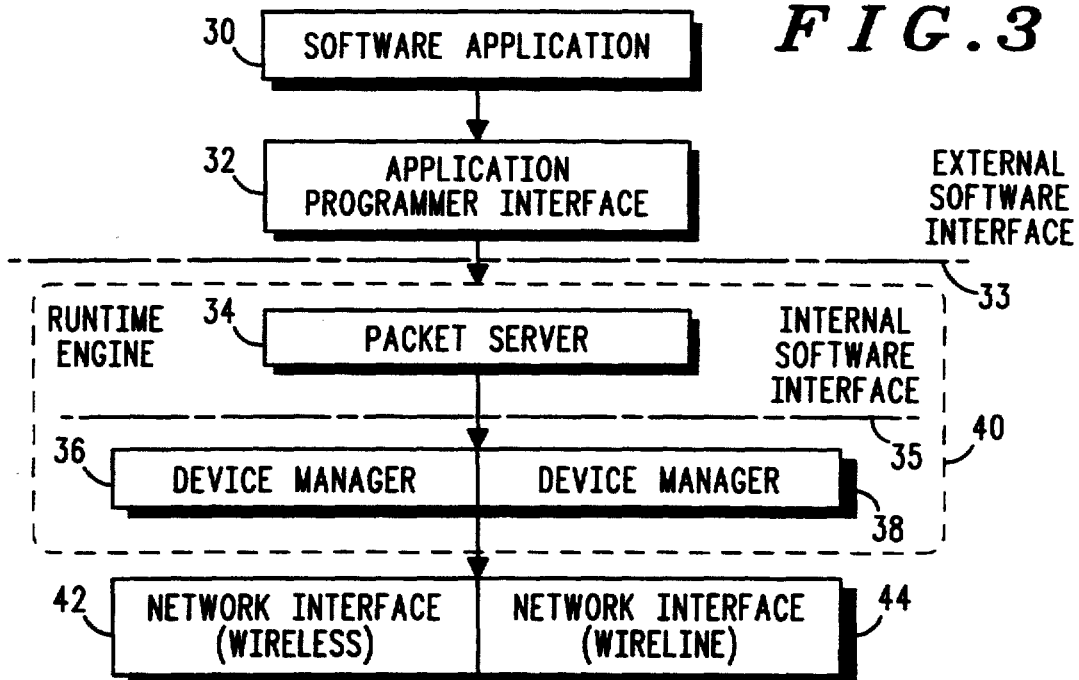 FIG.3
30
SOFTWARE APPLICATION
32
APPLICATION
PROGRAMMER INTERFACE
EXTERNAL
SOFTWARE
INTERFACE
33
RUNTIME
ENGINE
34
PACKET SERVER
INTERNAL
SOFTWARE
INTERFACE
35
40
36
DEVICE MANAGER
DEVICE MANAGER
38
42
NETWORK INTERFACE
(WIRELESS)
NETWORK INTERFACE
(WIRELINE)
44